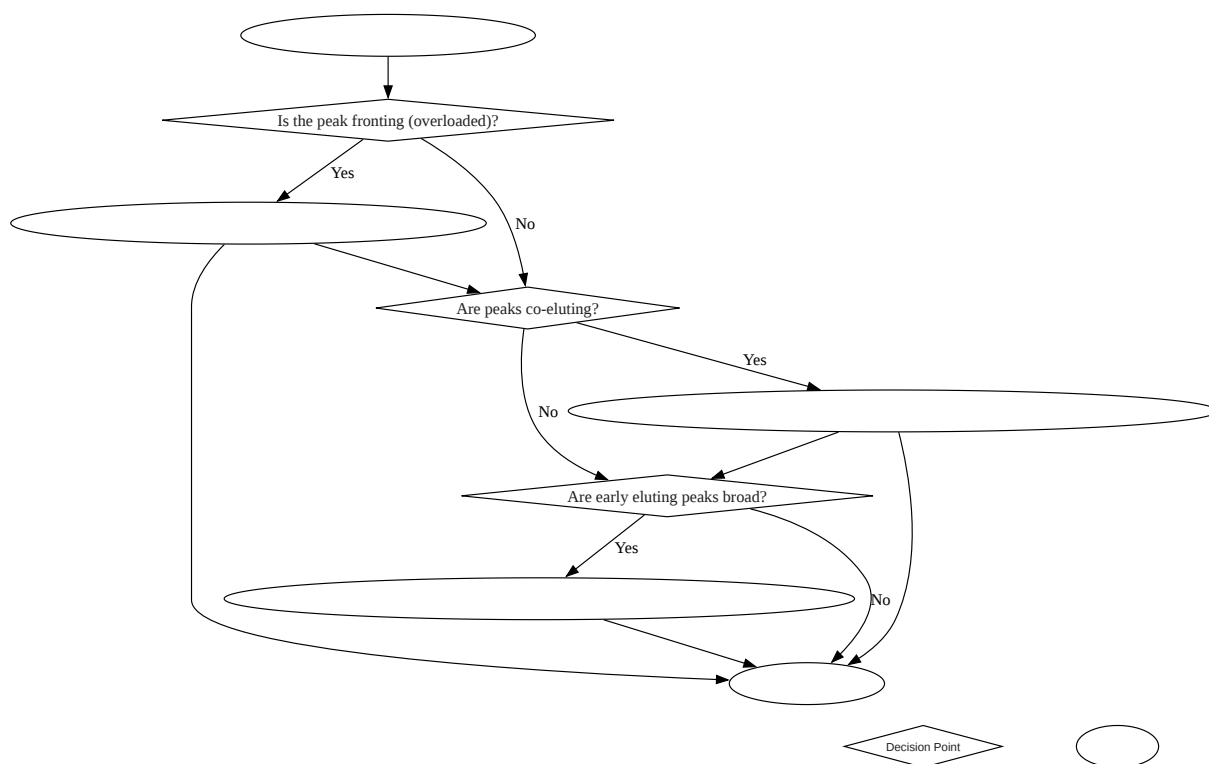 Is the peak fronting (overloaded)?
Yes
No
Are peaks co-eluting?
Yes
No
Are early eluting peaks broad?
Yes
No
Decision Point